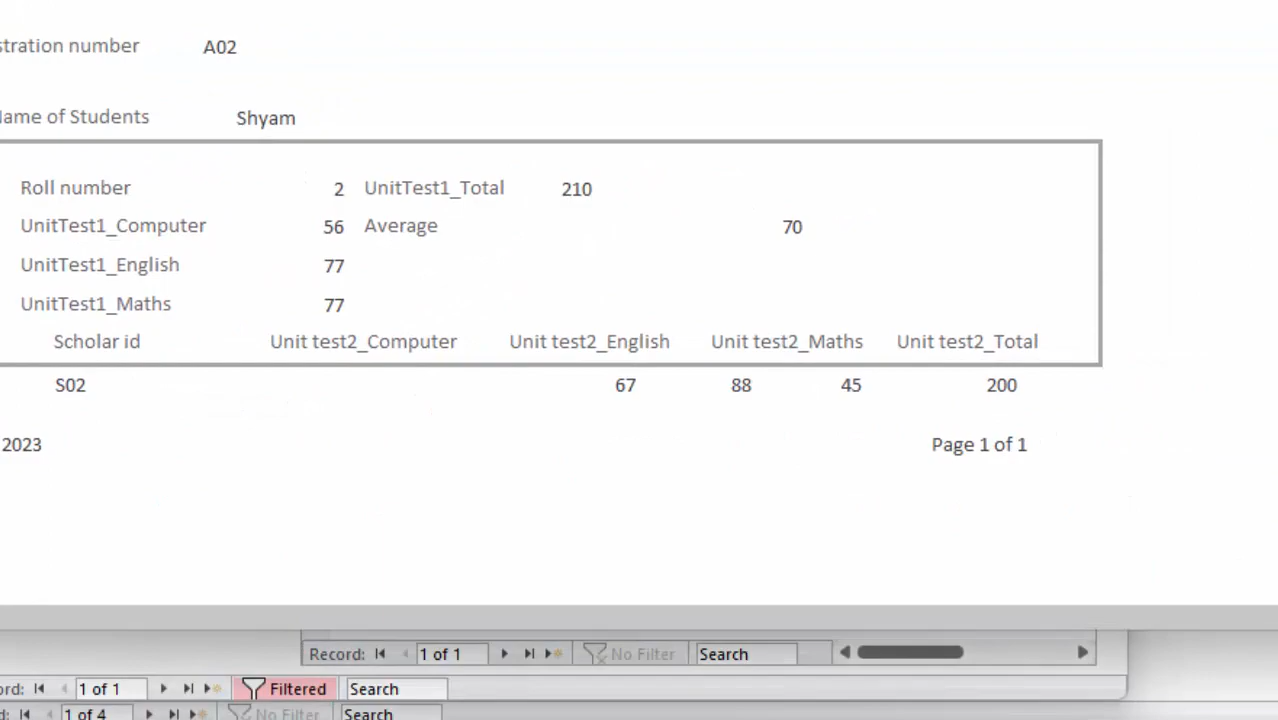 stration number A02
ame of Students Shyam
Roll number 2 UnitTest1_Total 210
UnitTest1_Computer 56 Average 70
UnitTest1_English 77
UnitTest1_Maths 77
Scholar id Unit test2_Computer Unit test2_English Unit test2_Maths Unit test2_Total
S02 67 88 45 200
2023 Page 1 of 1
Record: 1 of 1 No Filter Search
ord: 1 of 1 Filtered Search
d: 1 of 4 No Filter Search